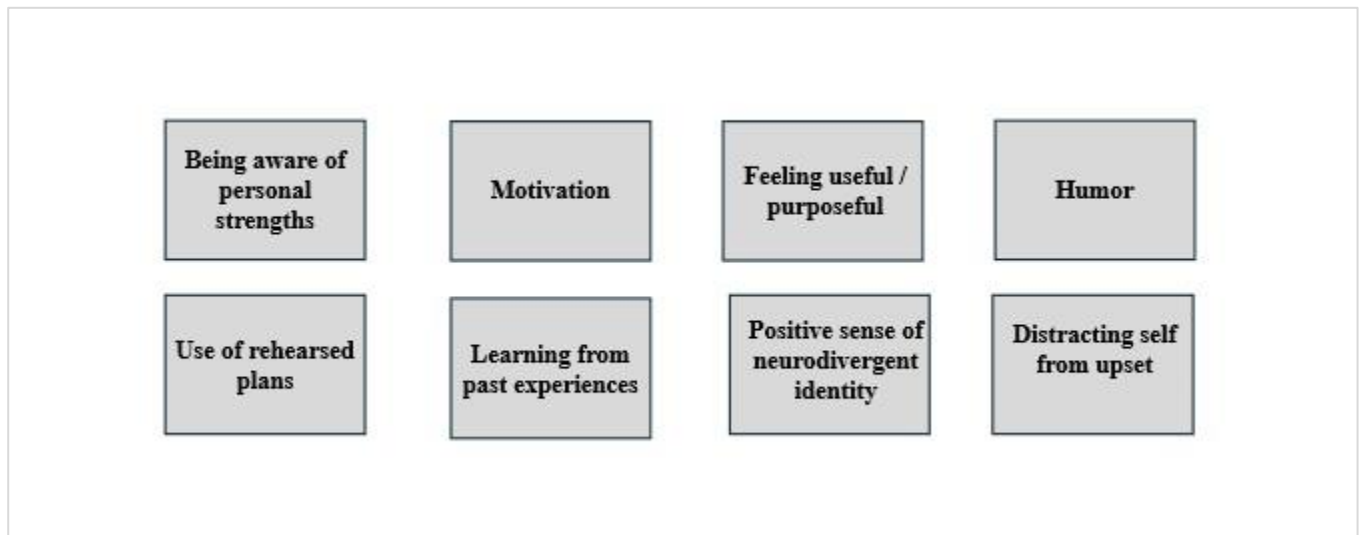 Being aware of
personal
strengths
Motivation
Feeling useful /
purposeful
Humor
Use of rehearsed
plans
Learning from
past experiences
Positive sense of
neurodivergent
identity
Distracting self
from upset